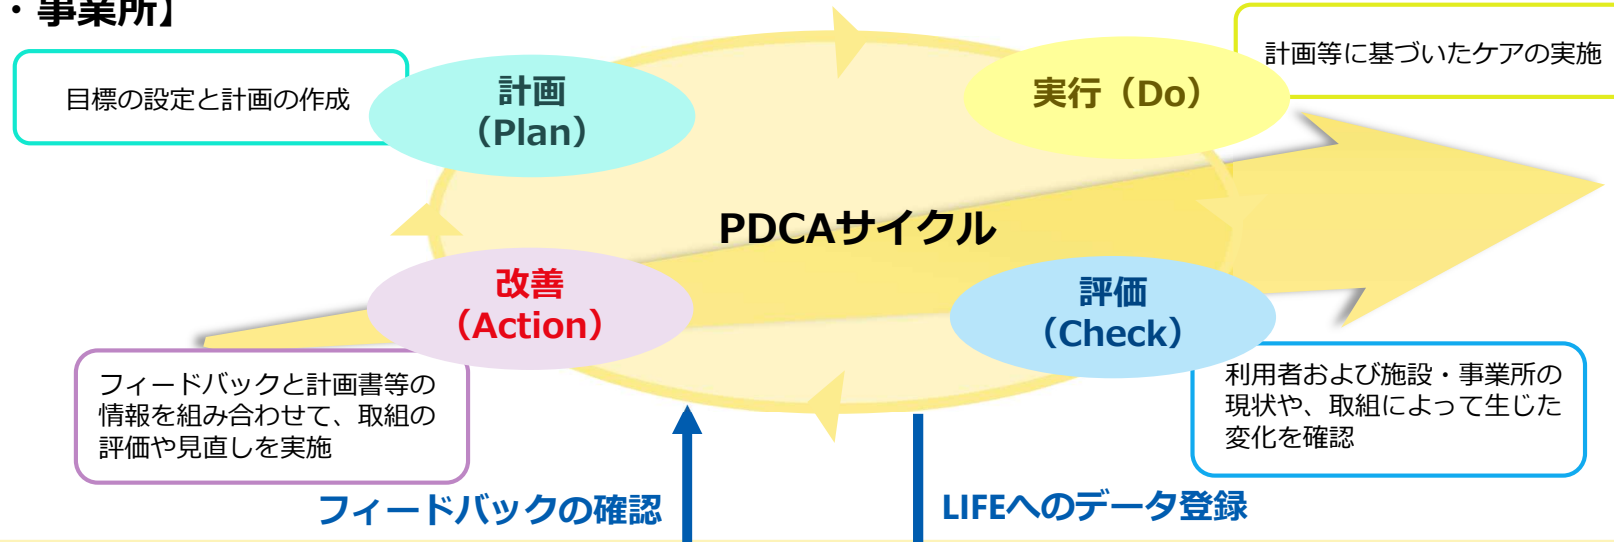 ・事業所】
目標の設定と計画の作成
計画
（Plan）
実行（Do）
計画等に基づいたケアの実施
PDCAサイクル
改善
（Action）
評価
（Check）
フィードバックと計画書等の
情報を組み合わせて、取組の
評価や見直しを実施
利用者および施設・事業所の
現状や、取組によって生じた
変化を確認
フィードバックの確認
LIFEへのデータ登録